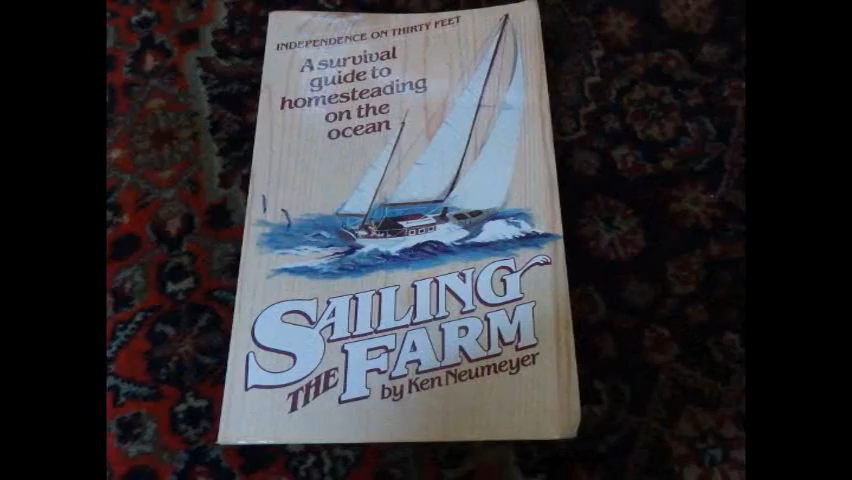 INDEPENDENCE ON THIRTY FEET
A survival
guide to
homesteading
on the
ocean
SAILING
THE FARM
by Ken Neumeyer